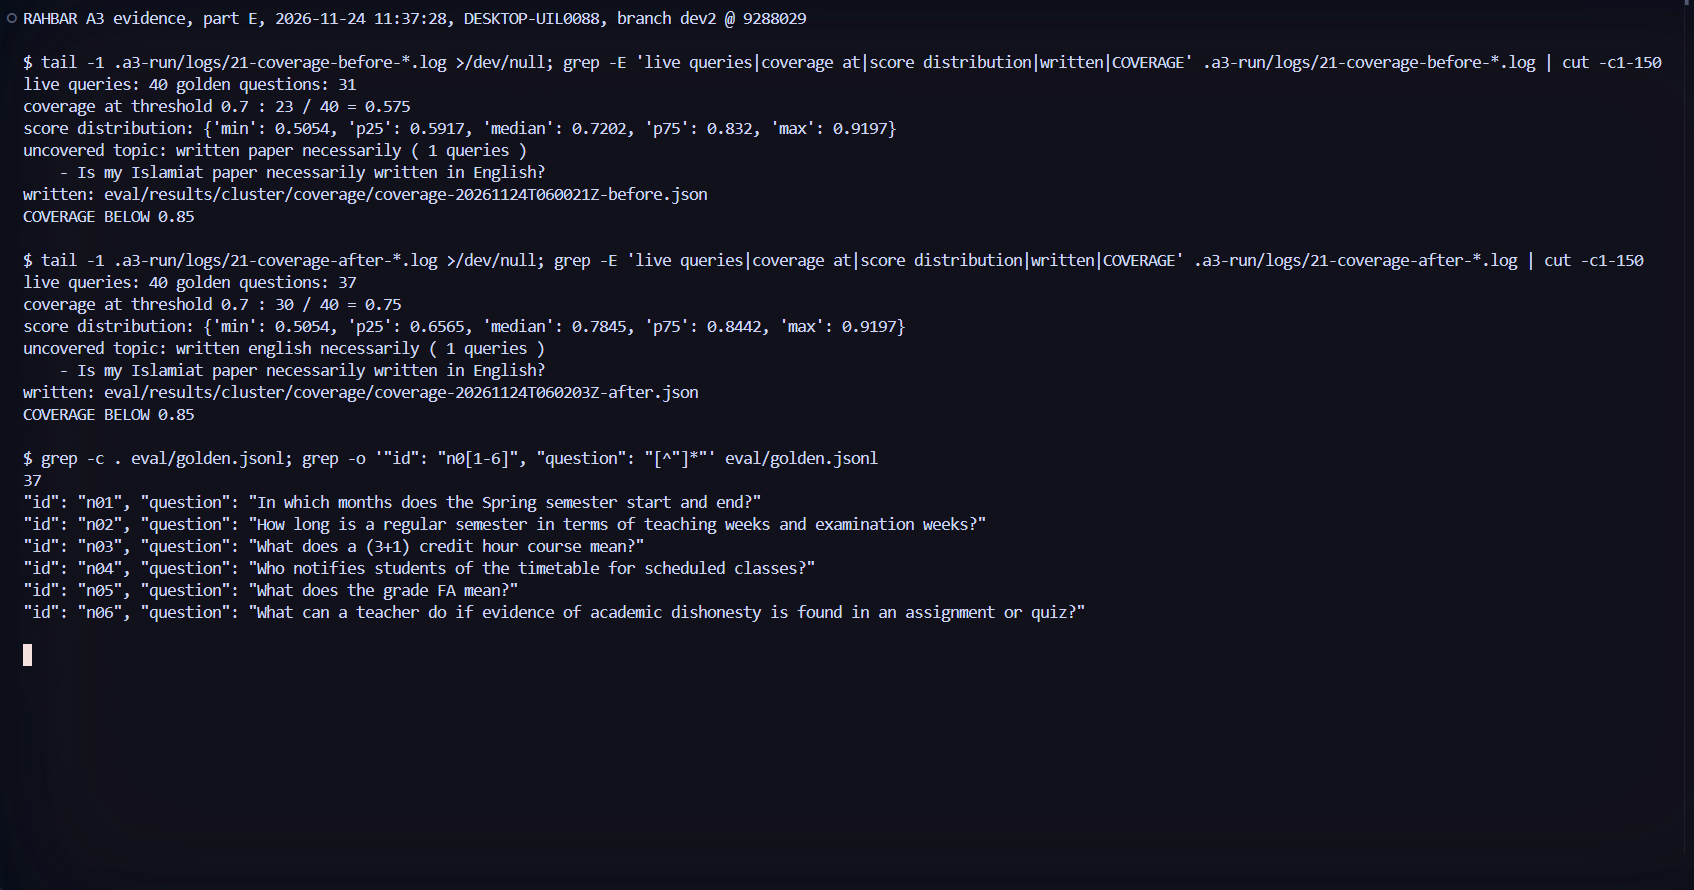 RAHBAR A3 evidence, part E, 2026-11-24 11:37:28, DESKTOP-UIL0088, branch dev2 @ 9288029
$ tail -1 .a3-run/logs/21-coverage-before-*.log >/dev/null; grep -E 'live queries|coverage at|score distribution|written|COVERAGE' .a3-run/logs/21-coverage-before-*.log | cut -c1-150
live queries: 40 golden questions: 31
coverage at threshold 0.7 : 23 / 40 = 0.575
score distribution: {'min': 0.5054, 'p25': 0.5917, 'median': 0.7202, 'p75': 0.832, 'max': 0.9197}
uncovered topic: written paper necessarily ( 1 queries )
    - Is my Islamiat paper necessarily written in English?
written: eval/results/cluster/coverage/coverage-20261124T060021Z-before.json
COVERAGE BELOW 0.85
$ tail -1 .a3-run/logs/21-coverage-after-*.log >/dev/null; grep -E 'live queries|coverage at|score distribution|written|COVERAGE' .a3-run/logs/21-coverage-after-*.log | cut -c1-150
live queries: 40 golden questions: 37
coverage at threshold 0.7 : 30 / 40 = 0.75
score distribution: {'min': 0.5054, 'p25': 0.6565, 'median': 0.7845, 'p75': 0.8442, 'max': 0.9197}
uncovered topic: written english necessarily ( 1 queries )
    - Is my Islamiat paper necessarily written in English?
written: eval/results/cluster/coverage/coverage-20261124T060203Z-after.json
COVERAGE BELOW 0.85
$ grep -c . eval/golden.jsonl; grep -o '"id": "n0[1-6]", "question": "[^"]*"' eval/golden.jsonl
37
"id": "n01", "question": "In which months does the Spring semester start and end?"
"id": "n02", "question": "How long is a regular semester in terms of teaching weeks and examination weeks?"
"id": "n03", "question": "What does a (3+1) credit hour course mean?"
"id": "n04", "question": "Who notifies students of the timetable for scheduled classes?"
"id": "n05", "question": "What does the grade FA mean?"
"id": "n06", "question": "What can a teacher do if evidence of academic dishonesty is found in an assignment or quiz?"